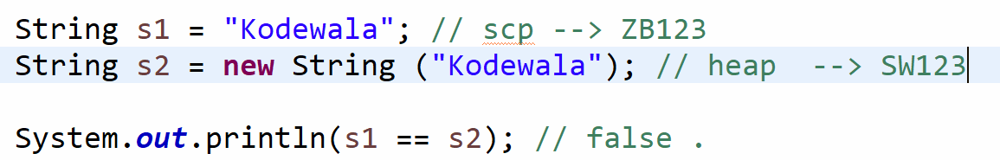 String s1 = "Kodewala"; // scp --> ZB123
String s2 = new String ("Kodewala"); // heap  --> SW123
System.out.println(s1 == s2); // false .